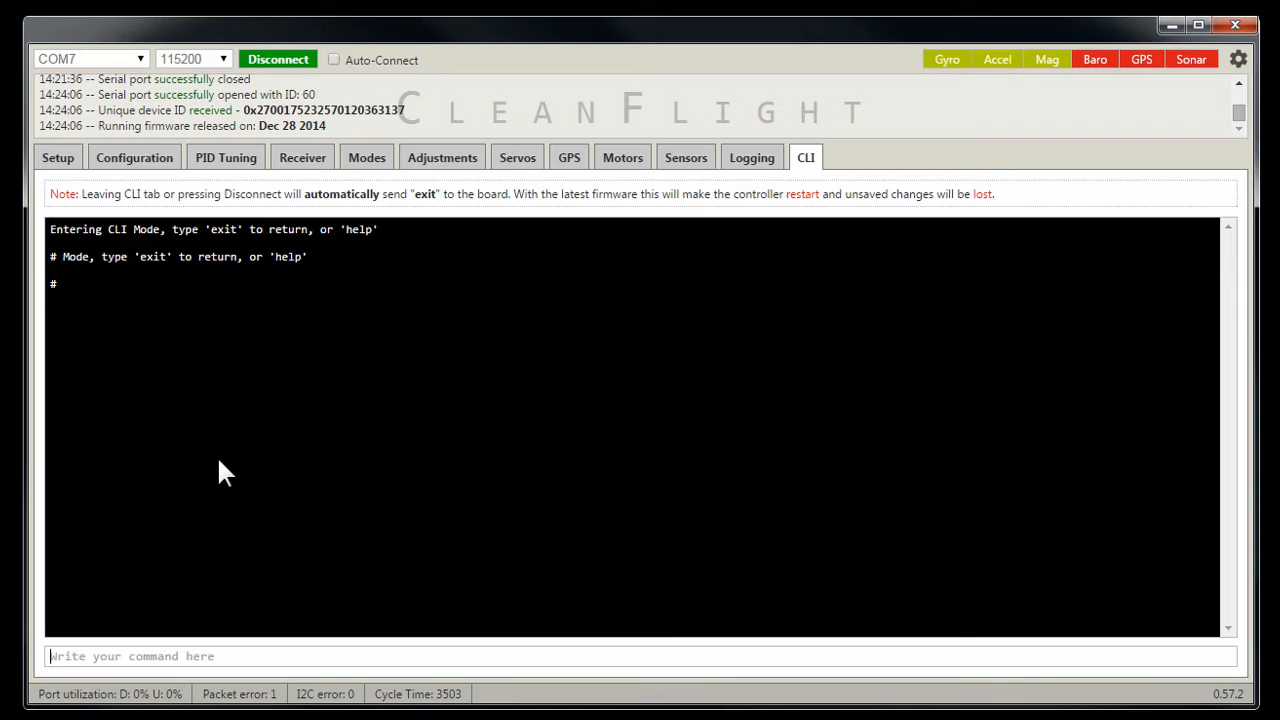 COM7 115200 Disconnect Auto-Connect Gyro Accel Mag Baro GPS Sonar
14:21:36 -- Serial port successfully closed
14:24:06 -- Serial port successfully opened with ID: 60
14:24:06 -- Unique device ID received - 0x2700175232570120363137
14:24:06 -- Running firmware released on: Dec 28 2014
CLEANFLIGHT
Setup Configuration PID Tuning Receiver Modes Adjustments Servos GPS Motors Sensors Logging CLI
Note: Leaving CLI tab or pressing Disconnect will automatically send "exit" to the board. With the latest firmware this will make the controller restart and unsaved changes will be lost.
Entering CLI Mode, type 'exit' to return, or 'help'
# Mode, type 'exit' to return, or 'help'
#
Write your command here
Port utilization: D: 0% U: 0% Packet error: 1 I2C error: 0 Cycle Time: 3503 0.57.2